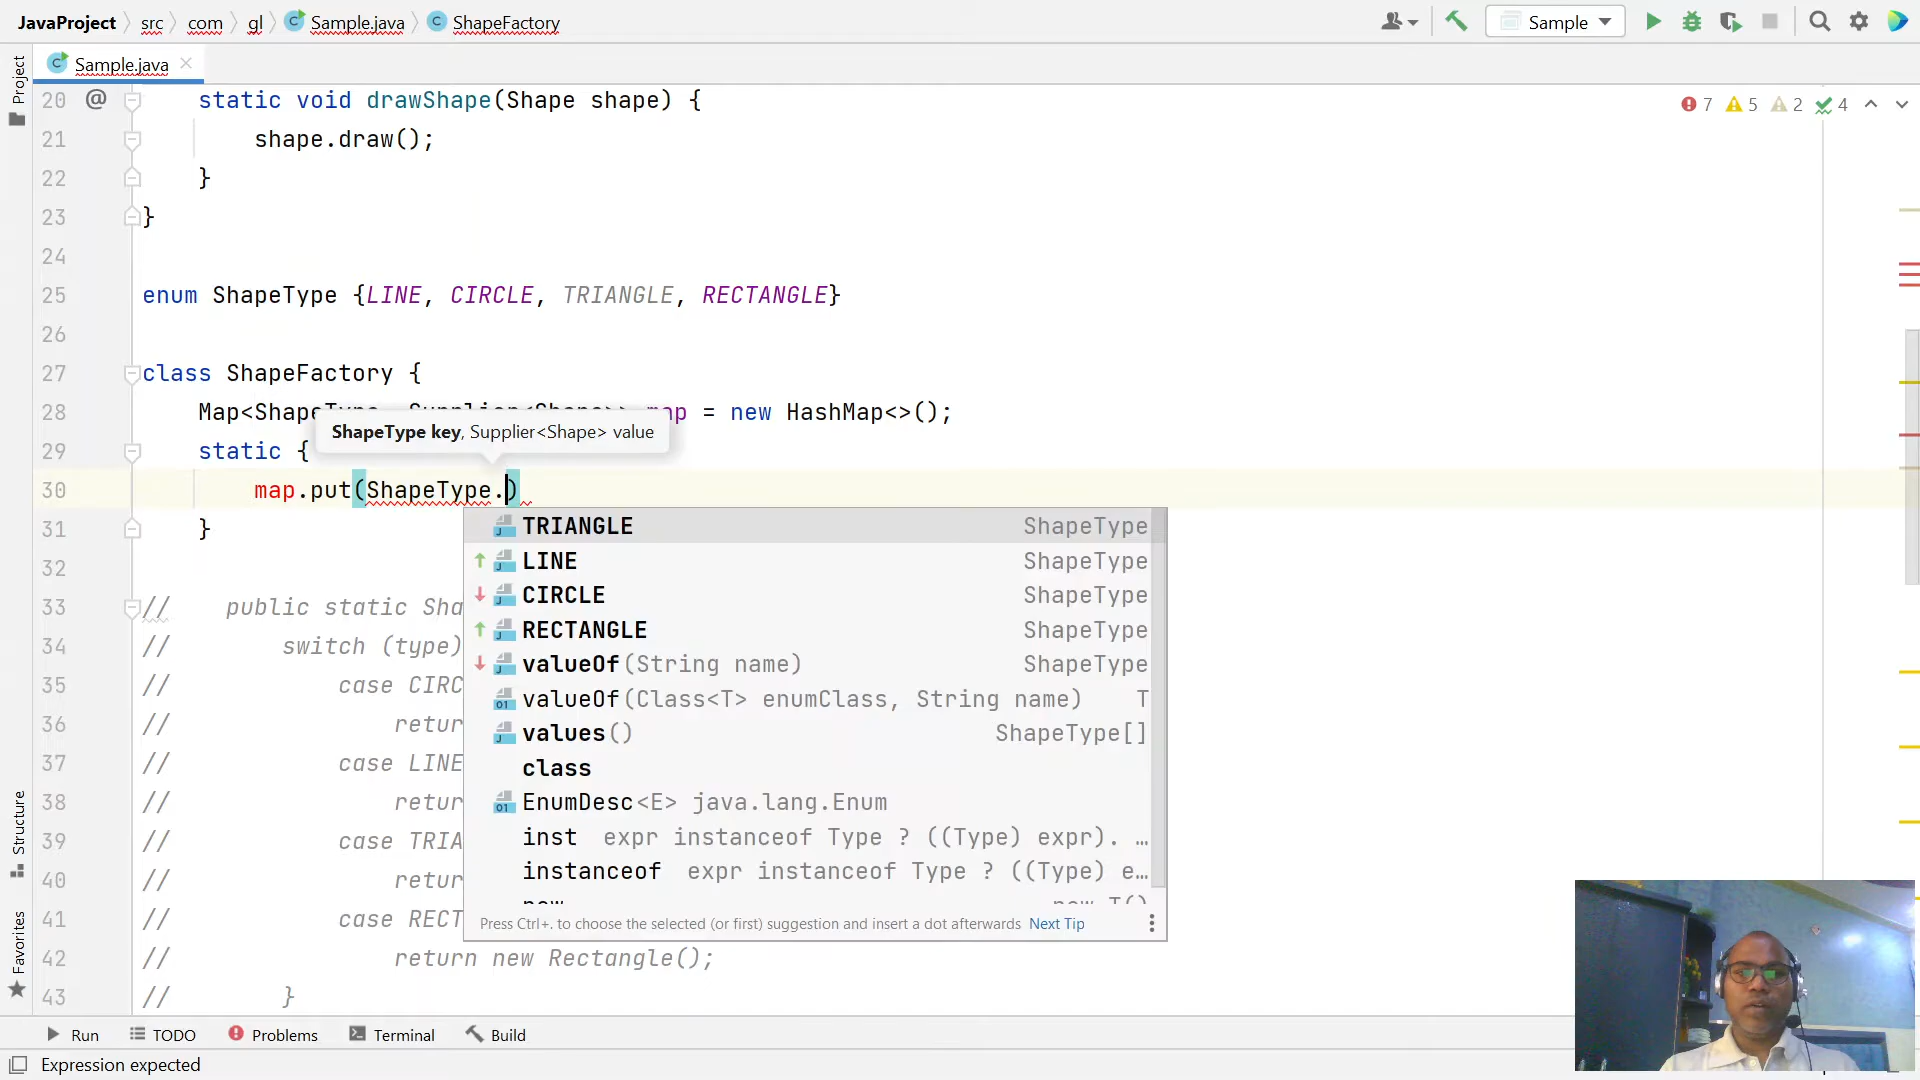 JavaProject src com gl Sample.java ShapeFactory
Sample
Sample.java
Project
7 5 2 4
20 @ static void drawShape(Shape shape) {
21 shape.draw();
22 }
23 }
24
25 enum ShapeType {LINE, CIRCLE, TRIANGLE, RECTANGLE}
26
27 class ShapeFactory {
28 Map<ShapeType, Supplier<Shape>> map = new HashMap<>();
ShapeType key, Supplier<Shape> value
29 static {
30 map.put(ShapeType.)
31 }
32
TRIANGLE ShapeType
LINE ShapeType
CIRCLE ShapeType
RECTANGLE ShapeType
valueOf(String name) ShapeType
valueOf(Class<T> enumClass, String name) T
values() ShapeType[]
class
EnumDesc<E> java.lang.Enum
inst expr instanceof Type ? ((Type) expr). …
instanceof expr instanceof Type ? ((Type) e…
new new T()
Press Ctrl+. to choose the selected (or first) suggestion and insert a dot afterwards Next Tip
33 // public static Sha
34 // switch (type)
35 // case CIRC
36 // retur
37 // case LINE
38 // retur
39 // case TRIA
40 // retur
41 // case RECT
42 // return new Rectangle();
43 // }
Structure
Favorites
Run TODO Problems Terminal Build
Expression expected